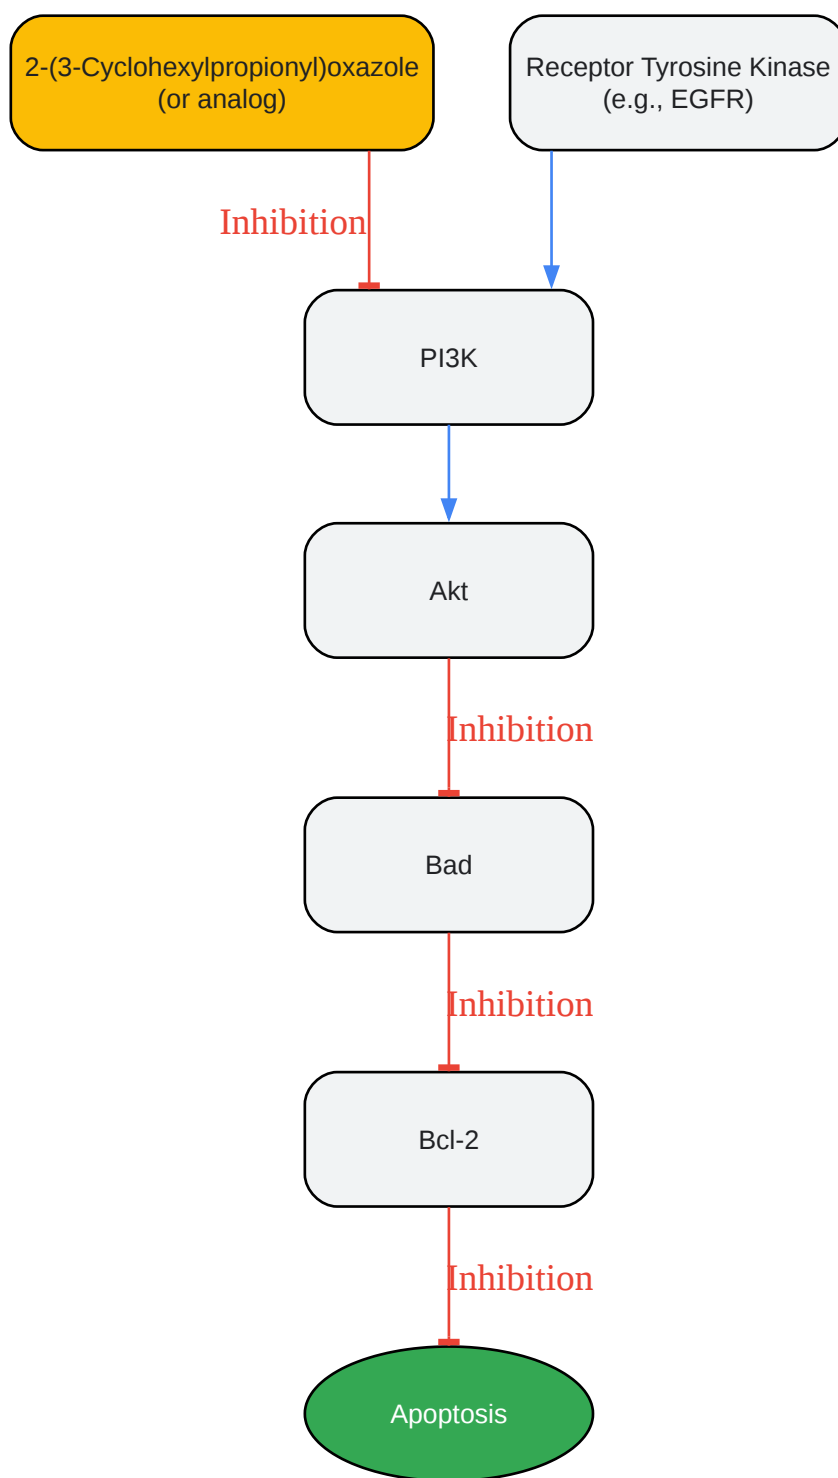 2-(3-Cyclohexylpropionyl)oxazole
(or analog)
Receptor Tyrosine Kinase
(e.g., EGFR)
Inhibition
PI3K
Akt
Inhibition
Bad
Inhibition
Bcl-2
Inhibition
Apoptosis